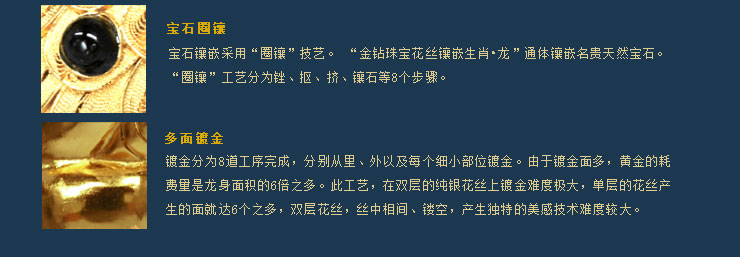 宝石圈镶
宝石镶嵌采用“圈镶”技艺。 “金钻珠宝花丝镶嵌生肖•龙”通体镶嵌名贵天然宝石。
“圈镶”工艺分为锉、抠、挤、镶石等8个步骤。
多面镀金
镀金分为8道工序完成，分别从里、外以及每个细小部位镀金。由于镀金面多，黄金的耗
费量是龙身面积的6倍之多。此工艺，在双层的纯银花丝上镀金难度极大，单层的花丝产
生的面就达6个之多，双层花丝，丝中相间、镂空，产生独特的美感技术难度较大。